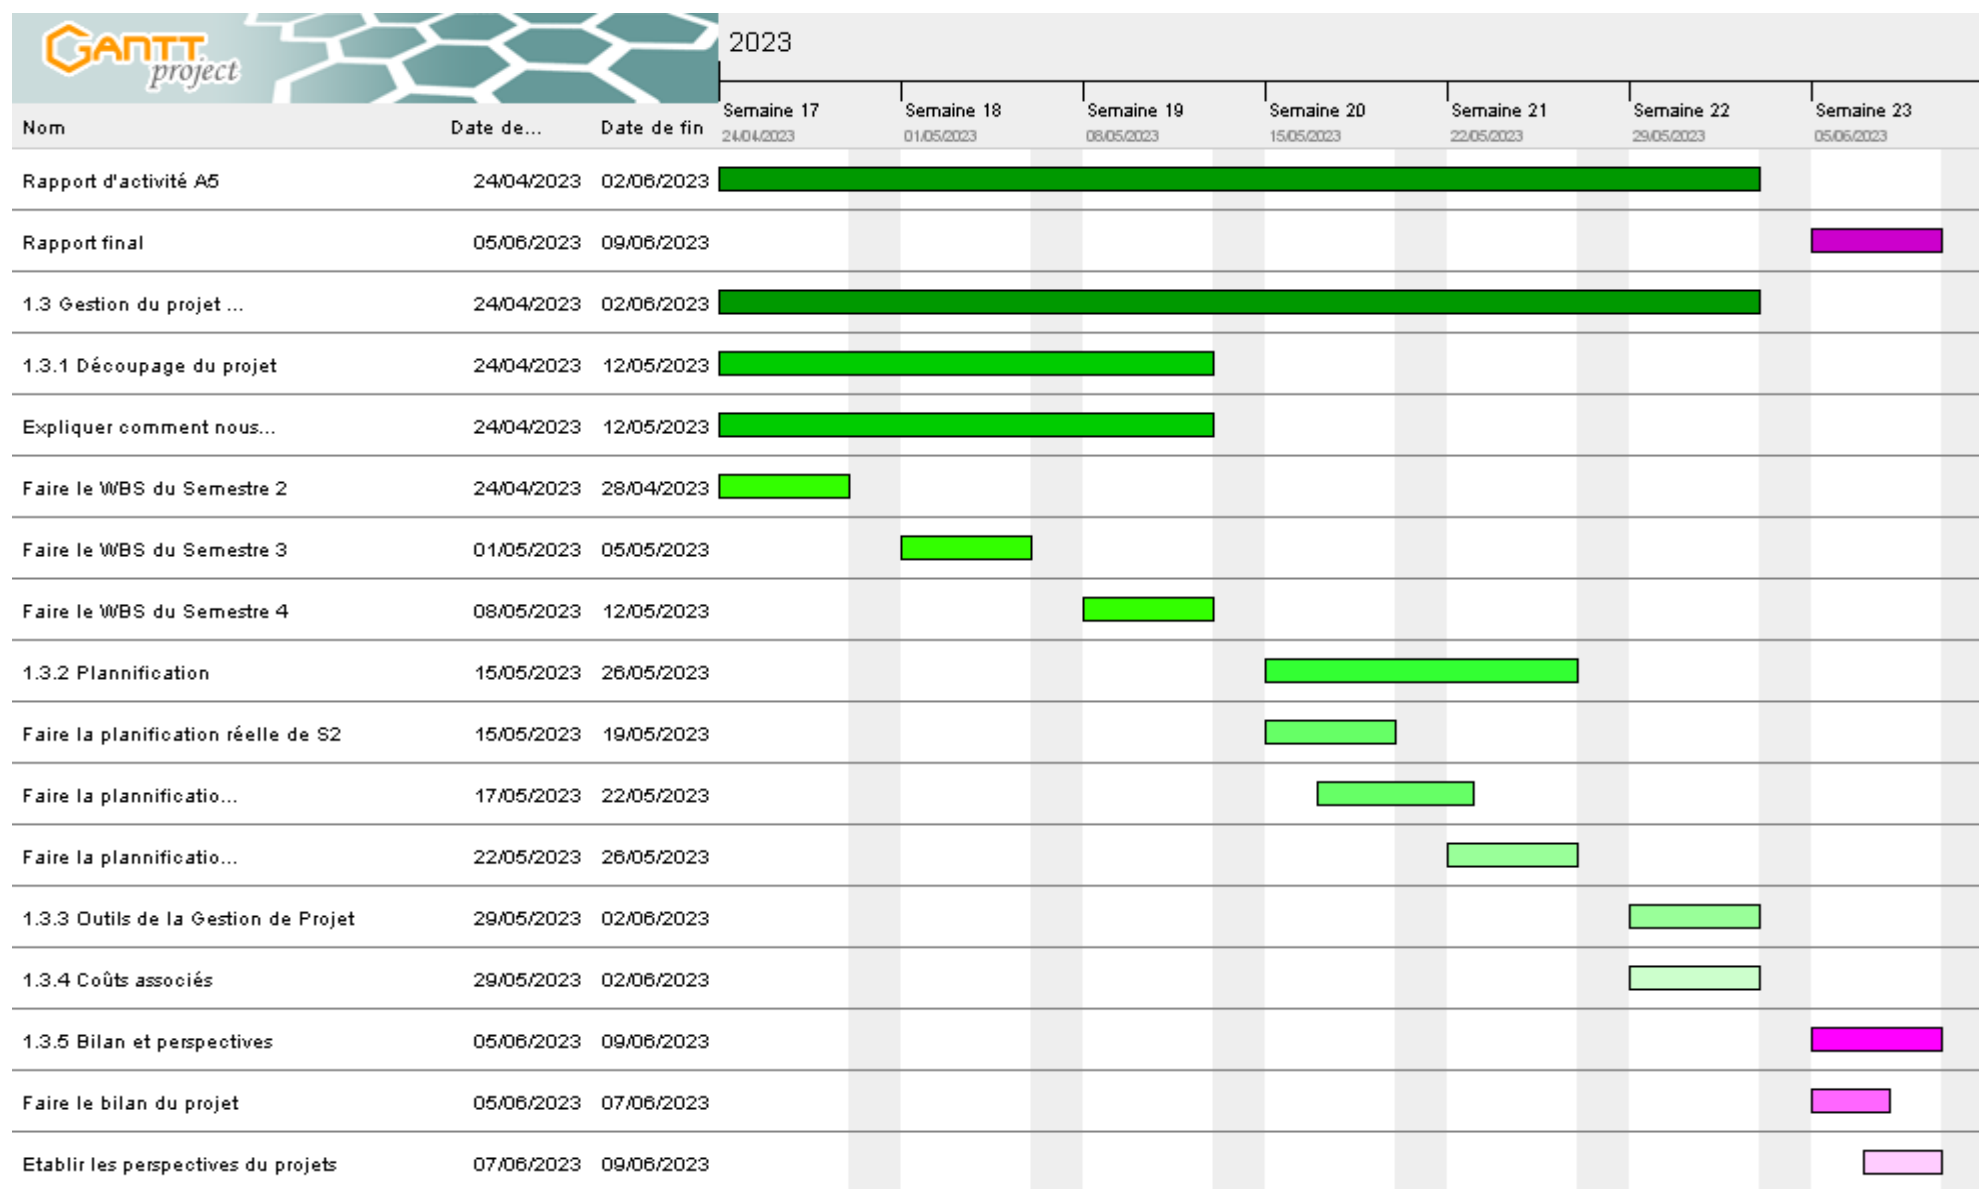 GANTT
project
2023
Nom Date de... Date de fin
Semaine 17 Semaine 18 Semaine 19 Semaine 20 Semaine 21 Semaine 22 Semaine 23
24/04/2023 01/05/2023 08/05/2023 15/05/2023 22/05/2023 29/05/2023 05/06/2023
Rapport d'activité A5 24/04/2023 02/06/2023
Rapport final 05/06/2023 09/06/2023
1.3 Gestion du projet ... 24/04/2023 02/06/2023
1.3.1 Découpage du projet 24/04/2023 12/05/2023
Expliquer comment nous... 24/04/2023 12/05/2023
Faire le WBS du Semestre 2 24/04/2023 28/04/2023
Faire le WBS du Semestre 3 01/05/2023 05/05/2023
Faire le WBS du Semestre 4 08/05/2023 12/05/2023
1.3.2 Plannification 15/05/2023 26/05/2023
Faire la planification réelle de S2 15/05/2023 19/05/2023
Faire la plannificatio... 17/05/2023 22/05/2023
Faire la plannificatio... 22/05/2023 26/05/2023
1.3.3 Outils de la Gestion de Projet 29/05/2023 02/06/2023
1.3.4 Coûts associés 29/05/2023 02/06/2023
1.3.5 Bilan et perspectives 05/06/2023 09/06/2023
Faire le bilan du projet 05/06/2023 07/06/2023
Etablir les perspectives du projets 07/06/2023 09/06/2023